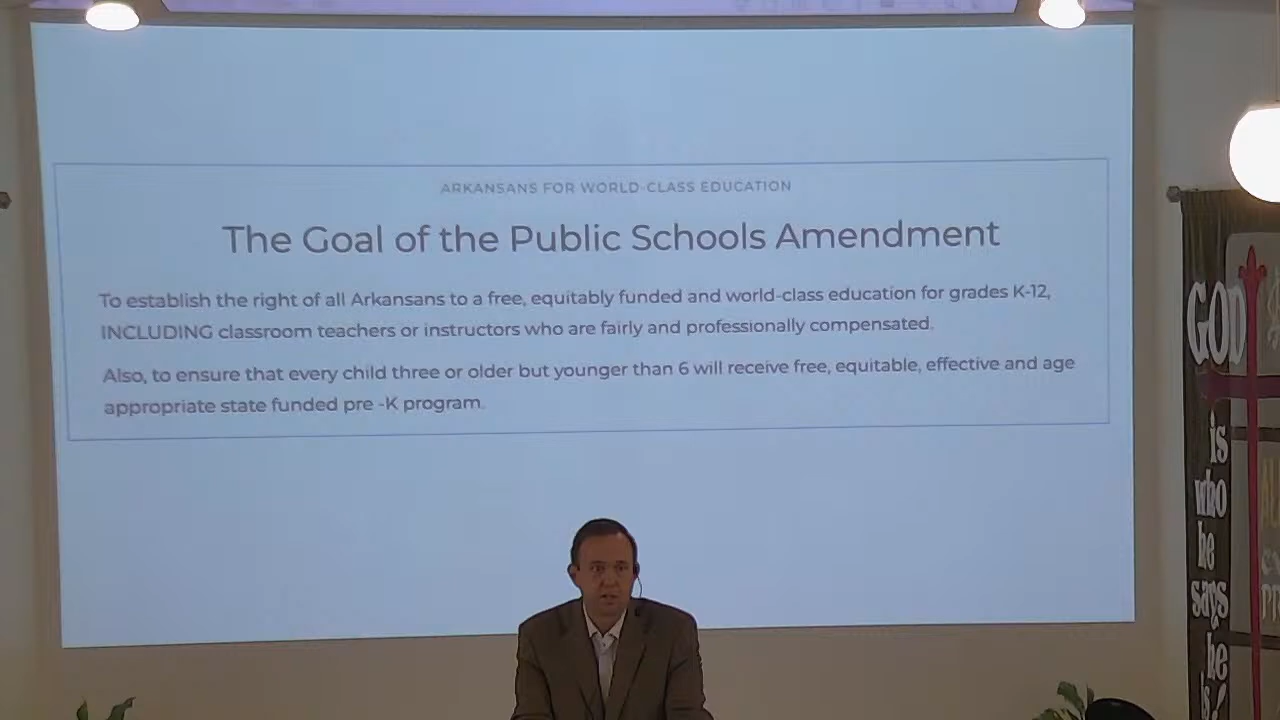 ARKANSANS FOR WORLD-CLASS EDUCATION
The Goal of the Public Schools Amendment
To establish the right of all Arkansans to a free, equitably funded and world-class education for grades K-12,
INCLUDING classroom teachers or instructors who are fairly and professionally compensated.
Also, to ensure that every child three or older but younger than 6 will receive free, equitable, effective and age
appropriate state funded pre -K program.
GOD
is
who
he
says
he
is!